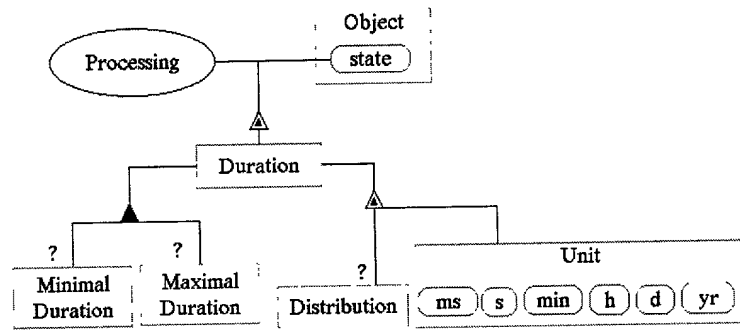 Object
Processing
state
Duration
?
?
?
Minimal
Duration
Maximal
Duration
Distribution
Unit
ms s min h d yr